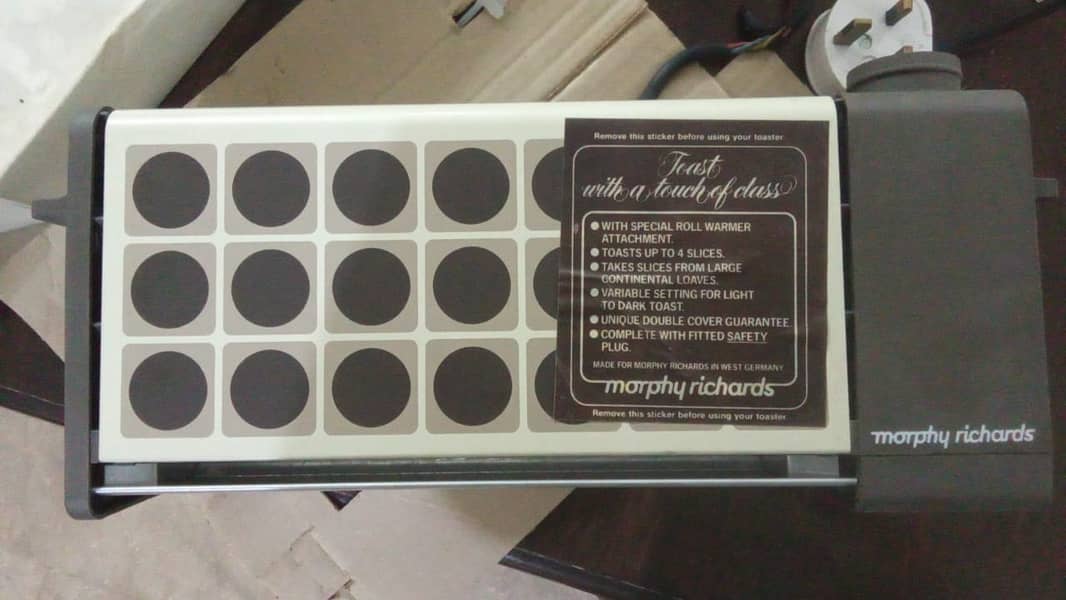 Remove this sticker before using your toaster
Toast
with a touch of class
WITH SPECIAL ROLL WARMER
ATTACHMENT.
TOASTS UP TO 4 SLICES.
TAKES SLICES FROM LARGE
CONTINENTAL LOAVES.
VARIABLE SETTING FOR LIGHT
TO DARK TOAST.
UNIQUE DOUBLE COVER GUARANTEE
COMPLETE WITH FITTED SAFETY
PLUG.
MADE FOR MORPHY RICHARDS IN WEST GERMANY
morphy richards
Remove this sticker before using your toaster
morphy richards